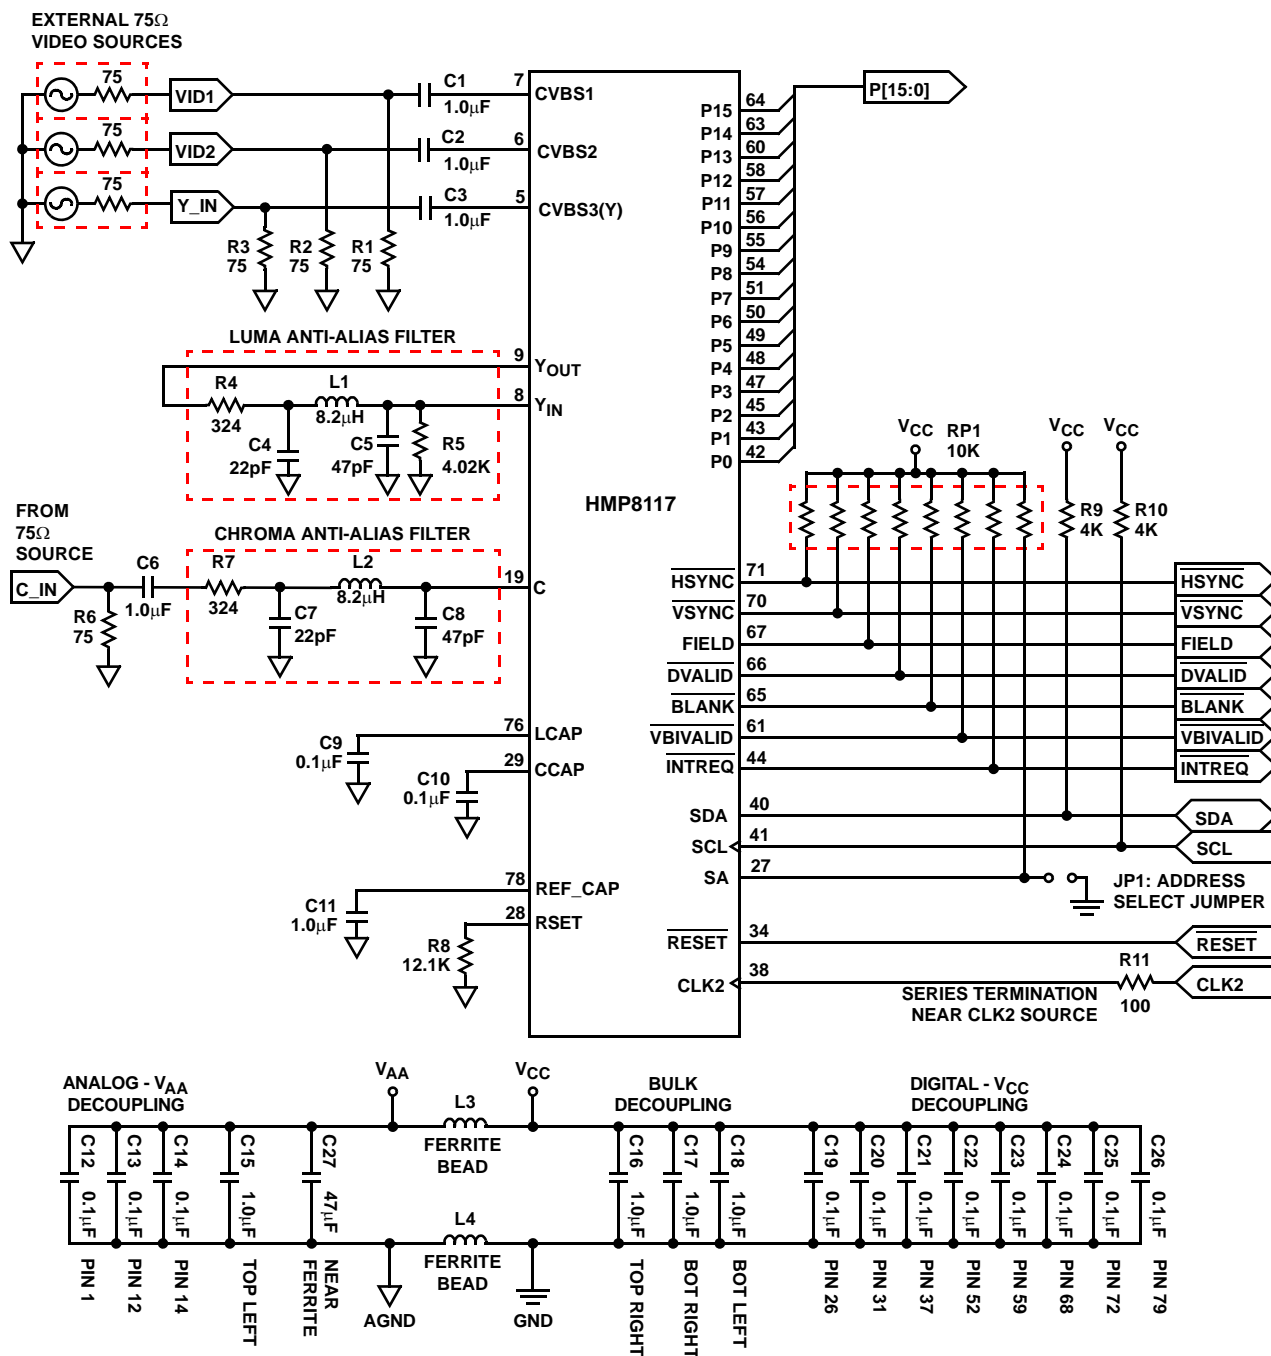 EXTERNAL 75Ω
VIDEO SOURCES
75
VID1
C1
1.0µF
7
CVBS1
75
VID2
C2
1.0µF
6
CVBS2
75
Y_IN
C3
1.0µF
5
CVBS3(Y)
R3
75
R2
75
R1
75
LUMA ANTI-ALIAS FILTER
9
YOUT
R4
324
L1
8.2µH
8
YIN
C4
22pF
C5
47pF
R5
4.02K
HMP8117
FROM
75Ω
SOURCE
C_IN
R6
75
C6
1.0µF
CHROMA ANTI-ALIAS FILTER
R7
324
L2
8.2µH
19
C
C7
22pF
C8
47pF
76
LCAP
C9
0.1µF
29
CCAP
C10
0.1µF
78
REF_CAP
C11
1.0µF
28
RSET
R8
12.1K
P[15:0]
P15
64
P14
63
P13
60
P12
58
P11
57
P10
56
P9
55
P8
54
P7
51
P6
50
P5
49
P4
48
P3
47
P2
45
P1
43
P0
42
VCC
RP1
10K
VCC
VCC
R9
4K
R10
4K
HSYNC
71
HSYNC
VSYNC
70
VSYNC
FIELD
67
FIELD
DVALID
66
DVALID
BLANK
65
BLANK
VBIVALID
61
VBIVALID
INTREQ
44
INTREQ
SDA
40
SDA
SCL
41
SCL
SA
27
JP1: ADDRESS
SELECT JUMPER
RESET
34
RESET
CLK2
38
R11
100
CLK2
SERIES TERMINATION
NEAR CLK2 SOURCE
ANALOG - VAA
DECOUPLING
VAA
L3
FERRITE
BEAD
VCC
BULK
DECOUPLING
DIGITAL - VCC
DECOUPLING
C12
0.1µF
PIN 1
C13
0.1µF
PIN 12
C14
0.1µF
PIN 14
C15
1.0µF
TOP LEFT
C27
47µF
NEAR
FERRITE
L4
FERRITE
BEAD
AGND
GND
C16
1.0µF
TOP RIGHT
C17
1.0µF
BOT RIGHT
C18
1.0µF
BOT LEFT
C19
0.1µF
PIN 26
C20
0.1µF
PIN 31
C21
0.1µF
PIN 37
C22
0.1µF
PIN 52
C23
0.1µF
PIN 59
C24
0.1µF
PIN 68
C25
0.1µF
PIN 72
C26
0.1µF
PIN 79